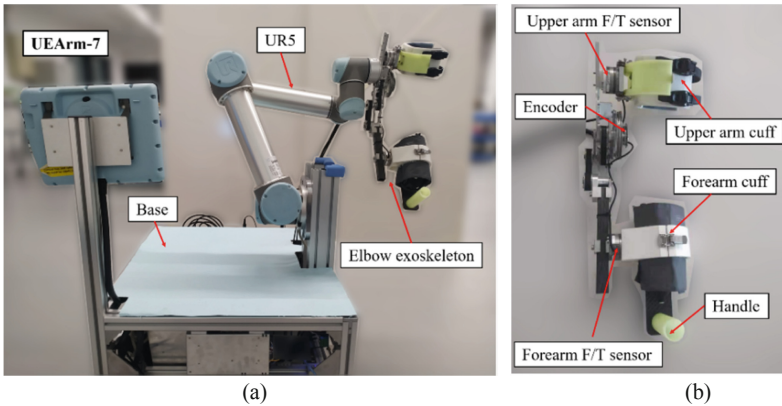 UEArm-7
UR5
Base
Elbow exoskeleton
(a)
Upper arm F/T sensor
Encoder
Upper arm cuff
Forearm cuff
Handle
Forearm F/T sensor
(b)